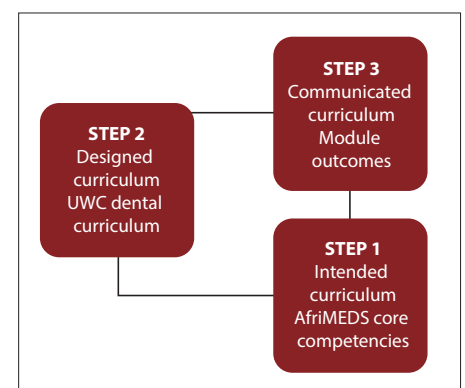 STEP 3
Communicated
curriculum
Module
outcomes
STEP 2
Designed
curriculum
UWC dental
curriculum
STEP 1
Intended
curriculum
AfriMEDS core
competencies